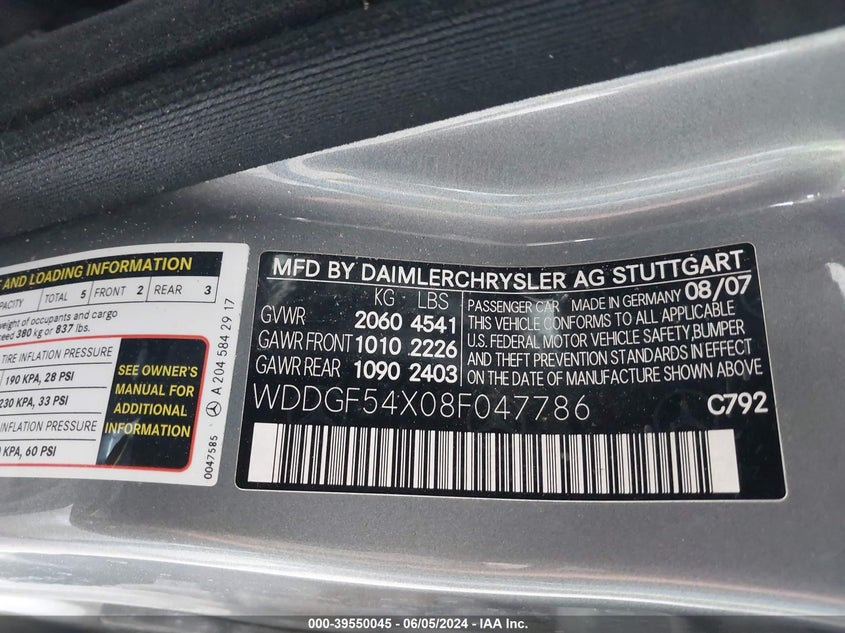 T AND LOADING INFORMATION
PACITY TOTAL 5 FRONT 2 REAR 3
weight of occupants and cargo
eed 380 kg or 837 lbs.
TIRE INFLATION PRESSURE
190 KPA, 28 PSI
230 KPA, 33 PSI
TIRE INFLATION PRESSURE
KPA, 60 PSI
SEE OWNER'S
MANUAL FOR
ADDITIONAL
INFORMATION
0047585 A 204 584 29 17
MFD BY DAIMLERCHRYSLER AG STUTTGART
KG LBS
GVWR 2060 4541
GAWR FRONT 1010 2226
GAWR REAR 1090 2403
PASSENGER CAR MADE IN GERMANY 08/07
THIS VEHICLE CONFORMS TO ALL APPLICABLE
U.S. FEDERAL MOTOR VEHICLE SAFETY,BUMPER
AND THEFT PREVENTION STANDARDS IN EFFECT
ON THE DATE OF MANUFACTURE SHOWN ABOVE
WDDGF54X08F047786 C792
000-39550045 - 06/05/2024 - IAA Inc.